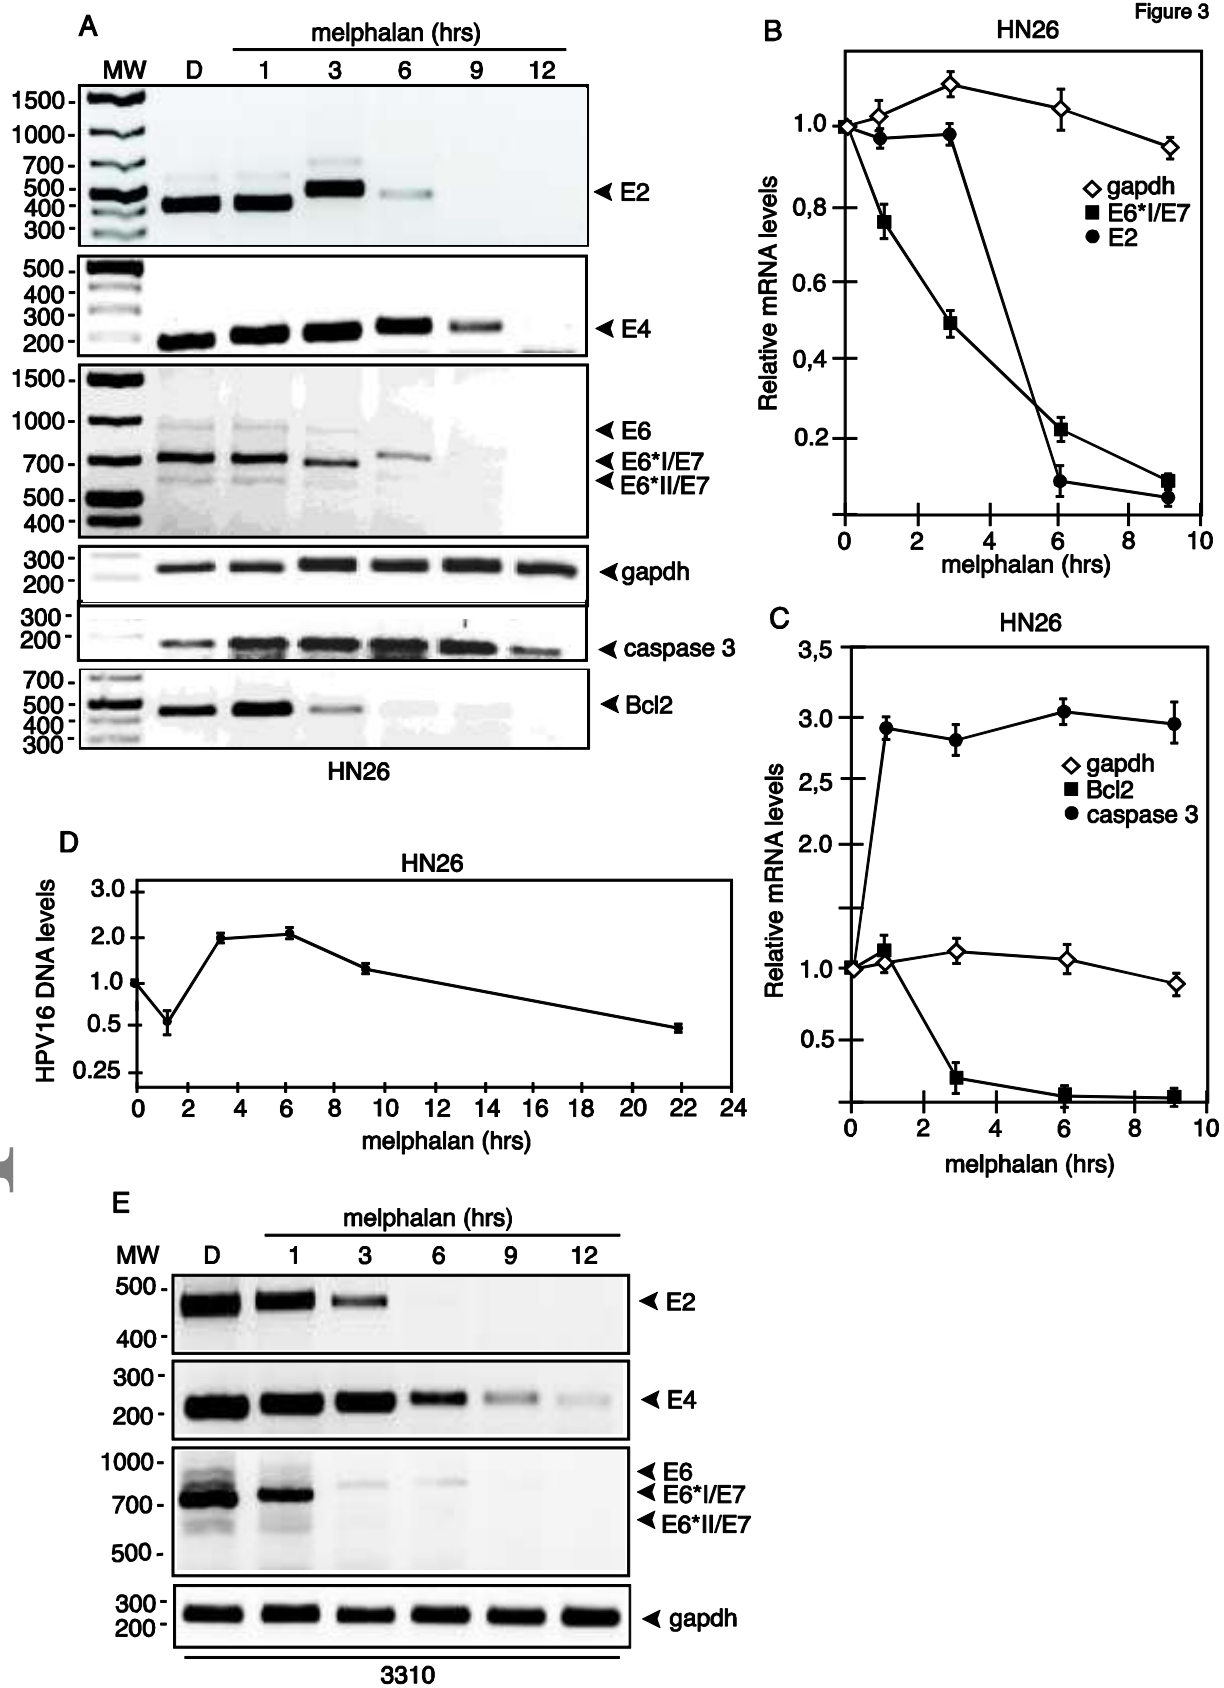 Figure 3
A
melphalan (hrs)
MW D 1 3 6 9 12
1500
1000
700
500
400
300
E2
500
400
300
200
E4
1500
1000
700
500
400
E6
E6*I/E7
E6*II/E7
300
200
gapdh
300
200
caspase 3
700
500
400
300
Bcl2
HN26
B
HN26
Relative mRNA levels
1.0
0.8
0.6
0,4
0.2
gapdh
E6*I/E7
E2
0 2 4 6 8 10
melphalan (hrs)
C
HN26
Relative mRNA levels
3,5
3.0
2,5
2.0
1.0
0.5
gapdh
Bcl2
caspase 3
0 2 4 6 8 10
melphalan (hrs)
D
HN26
HPV16 DNA levels
3.0
2.0
1.0
0.5
0.25
0 2 4 6 8 10 12 14 16 18 20 22 24
melphalan (hrs)
E
melphalan (hrs)
MW D 1 3 6 9 12
500
400
E2
300
200
E4
1000
700
500
E6
E6*I/E7
E6*II/E7
300
200
gapdh
3310